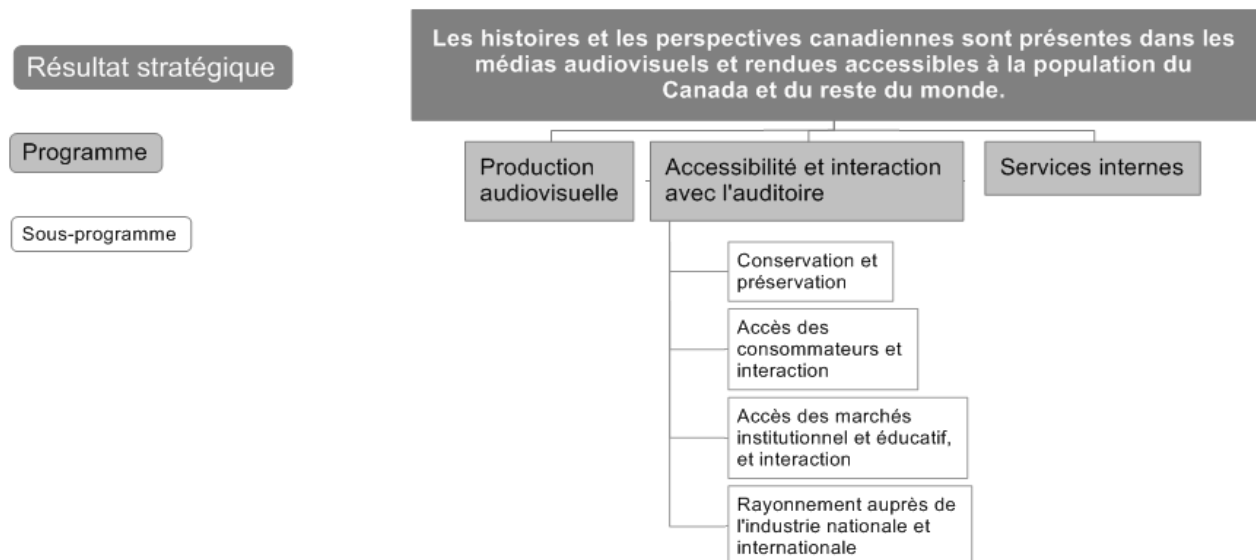 Résultat stratégique
Programme
Sous-programme
Les histoires et les perspectives canadiennes sont présentes dans les
médias audiovisuels et rendues accessibles à la population du
Canada et du reste du monde.
Production
audiovisuelle
Accessibilité et interaction
avec l'auditoire
Services internes
Conservation et
préservation
Accès des
consommateurs et
interaction
Accès des marchés
institutionnel et éducatif,
et interaction
Rayonnement auprès de
l'industrie nationale et
internationale